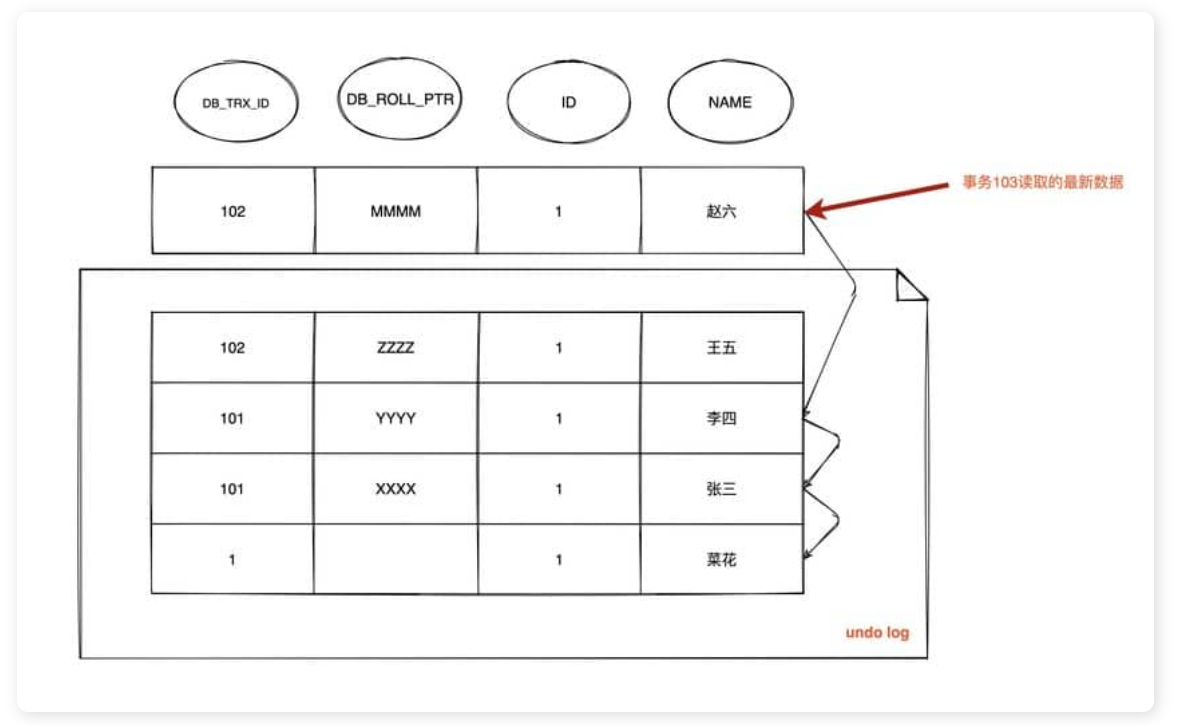 DB_TRX_ID DB_ROLL_PTR ID NAME
102 MMMM 1 赵六
事务103读取的最新数据
102 ZZZZ 1 王五
101 YYYY 1 李四
101 XXXX 1 张三
1 1 菜花
undo log